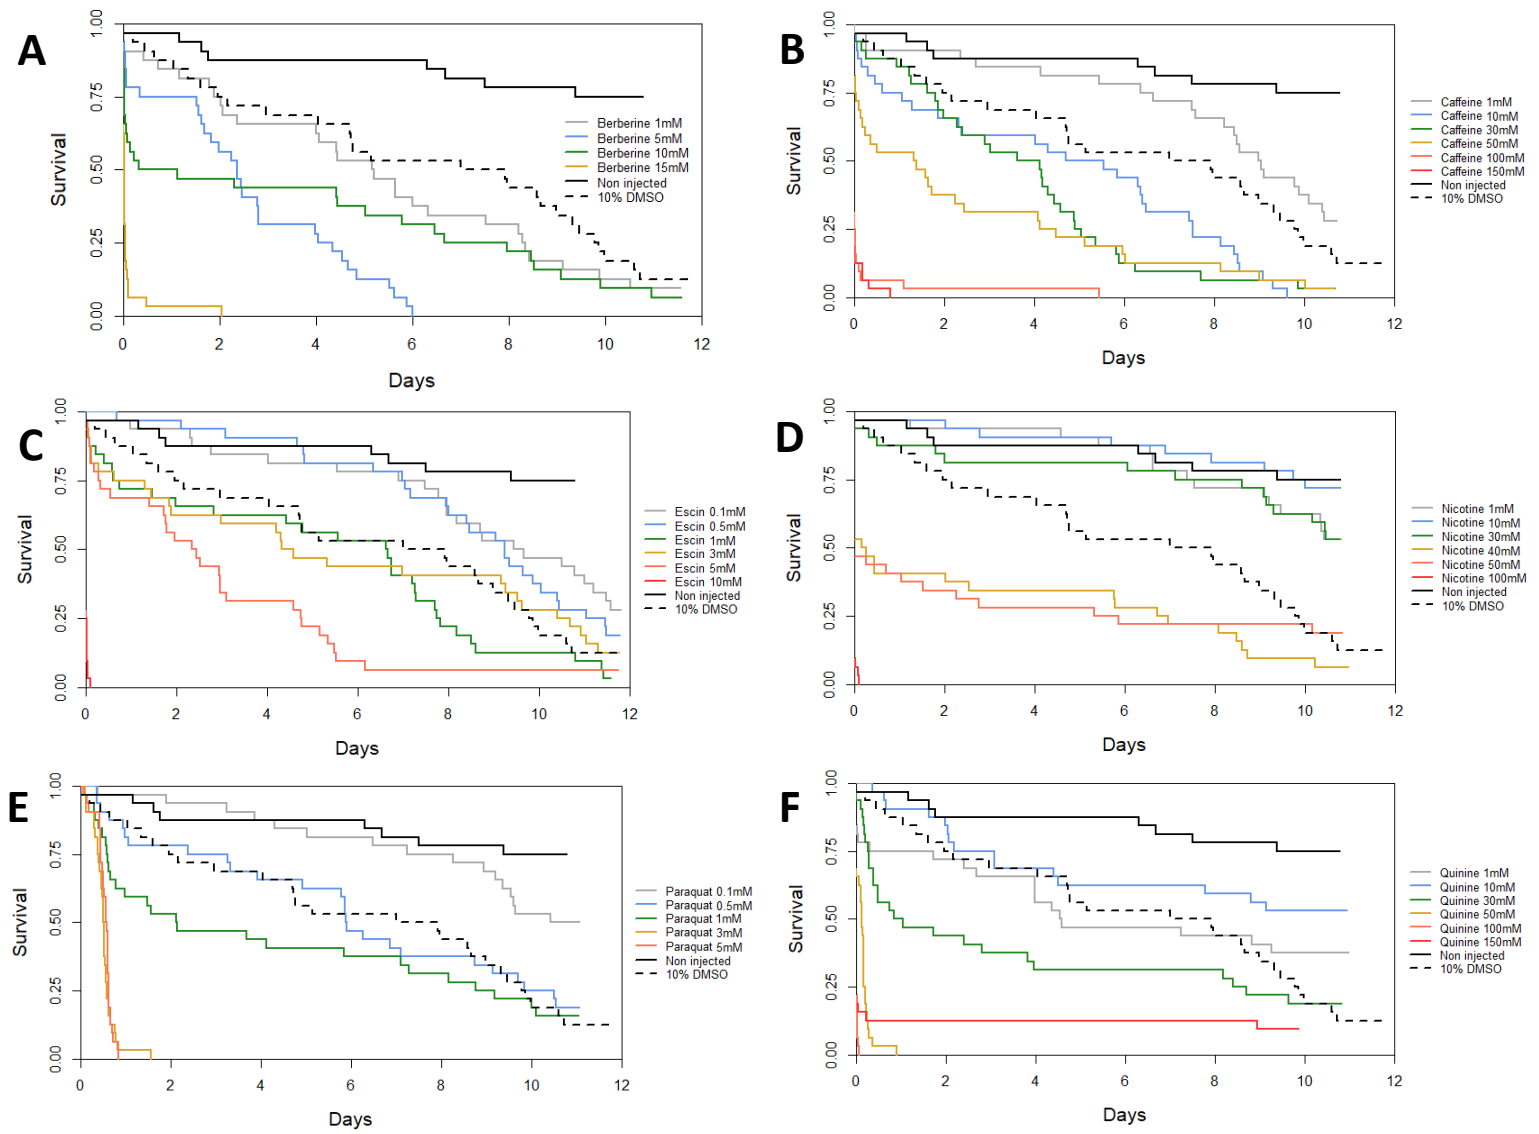 A
Survival
1.00
0.75
0.50
0.25
0.00
0 2 4 6 8 10 12
Days
Berberine 1mM
Berberine 5mM
Berberine 10mM
Berberine 15mM
Non injected
10% DMSO
B
Survival
1.00
0.75
0.50
0.25
0.00
0 2 4 6 8 10 12
Days
Caffeine 1mM
Caffeine 10mM
Caffeine 30mM
Caffeine 50mM
Caffeine 100mM
Caffeine 150mM
Non injected
10% DMSO
C
Survival
1.00
0.75
0.50
0.25
0.00
0 2 4 6 8 10 12
Days
Escin 0.1mM
Escin 0.5mM
Escin 1mM
Escin 3mM
Escin 5mM
Escin 10mM
Non injected
10% DMSO
D
Survival
1.00
0.75
0.50
0.25
0.00
0 2 4 6 8 10 12
Days
Nicotine 1mM
Nicotine 10mM
Nicotine 30mM
Nicotine 40mM
Nicotine 50mM
Nicotine 100mM
Non injected
10% DMSO
E
Survival
1.00
0.75
0.50
0.25
0.00
0 2 4 6 8 10 12
Days
Paraquat 0.1mM
Paraquat 0.5mM
Paraquat 1mM
Paraquat 3mM
Paraquat 5mM
Non injected
10% DMSO
F
Survival
1.00
0.75
0.50
0.25
0.00
0 2 4 6 8 10 12
Days
Quinine 1mM
Quinine 10mM
Quinine 30mM
Quinine 50mM
Quinine 100mM
Quinine 150mM
Non injected
10% DMSO